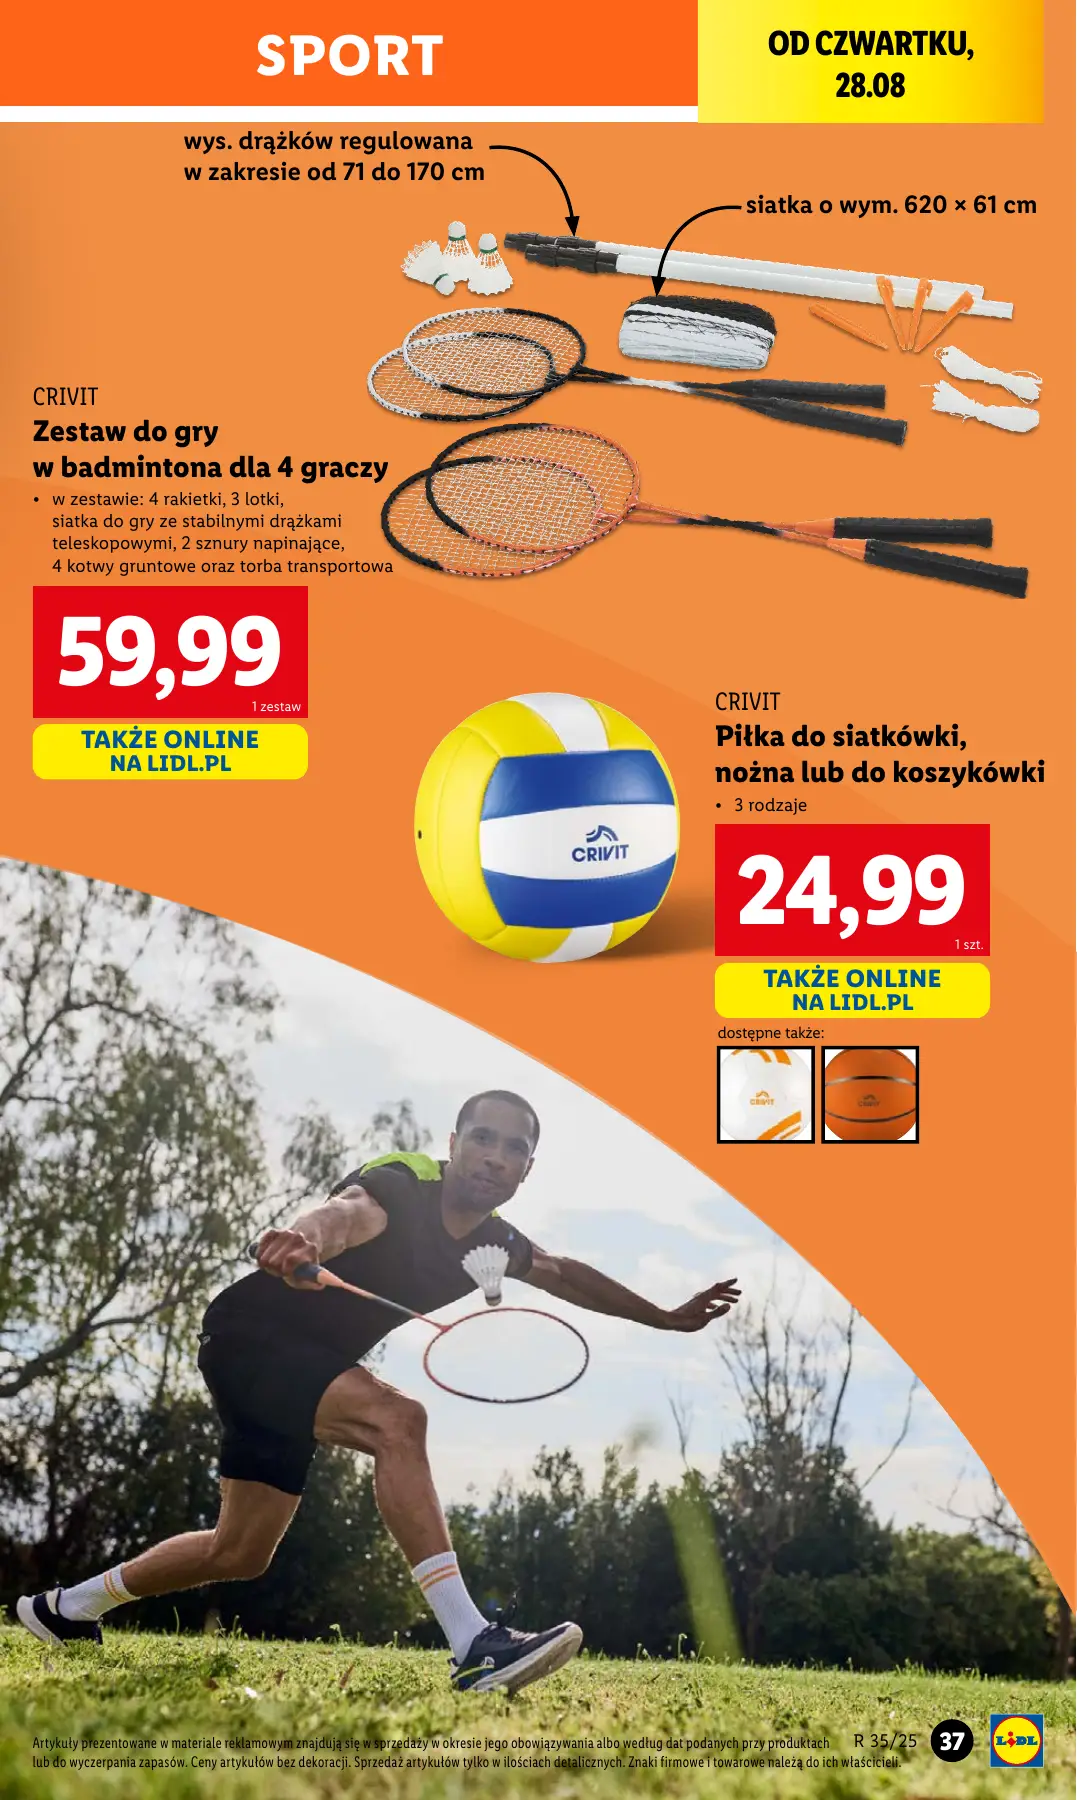 SPORT
OD CZWARTKU,
28.08
wys. drążków regulowana
w zakresie od 71 do 170 cm
siatka o wym. 620 × 61 cm
CRIVIT
Zestaw do gry
w badmintona dla 4 graczy
• w zestawie: 4 rakietki, 3 lotki,
siatka do gry ze stabilnymi drążkami
teleskopowymi, 2 sznury napinające,
4 kotwy gruntowe oraz torba transportowa
59,99
1 zestaw
TAKŻE ONLINE
NA LIDL.PL
CRIVIT
CRIVIT
Piłka do siatkówki,
nożna lub do koszykówki
• 3 rodzaje
24,99
1 szt.
TAKŻE ONLINE
NA LIDL.PL
dostępne także:
CRIVIT
CRIVIT
Artykuły prezentowane w materiale reklamowym znajdują się w sprzedaży w okresie jego obowiązywania albo według dat podanych przy produktach
lub do wyczerpania zapasów. Ceny artykułów bez dekoracji. Sprzedaż artykułów tylko w ilościach detalicznych. Znaki firmowe i towarowe należą do ich właścicieli.
R 35/25
37
LIDL